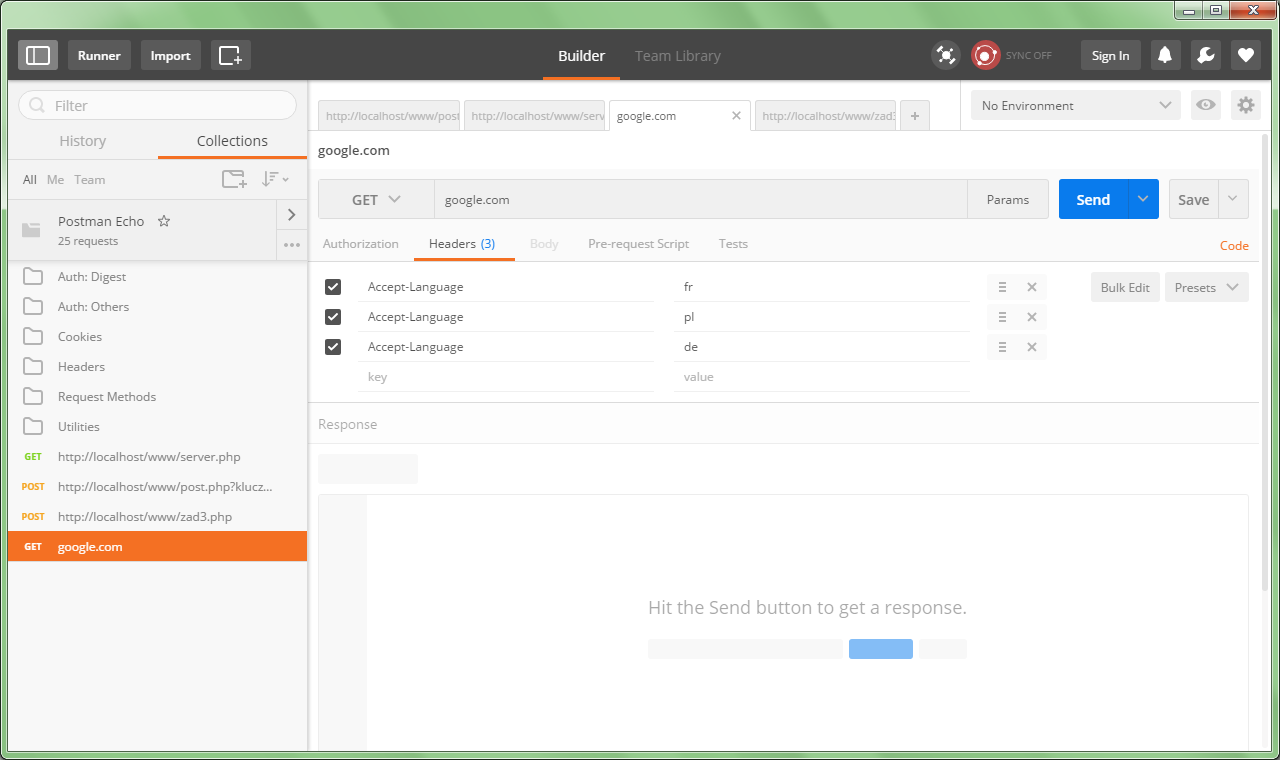 Runner Import Builder Team Library SYNC OFF Sign In
Filter
History Collections
All Me Team
Postman Echo
25 requests
Auth: Digest
Auth: Others
Cookies
Headers
Request Methods
Utilities
GET http://localhost/www/server.php
POST http://localhost/www/post.php?klucz...
POST http://localhost/www/zad3.php
GET google.com
http://localhost/www/post http://localhost/www/serv google.com http://localhost/www/zad3 +
No Environment
google.com
GET google.com Params Send Save
Authorization Headers (3) Body Pre-request Script Tests Code
Accept-Language fr Bulk Edit Presets
Accept-Language pl
Accept-Language de
key value
Response
Hit the Send button to get a response.